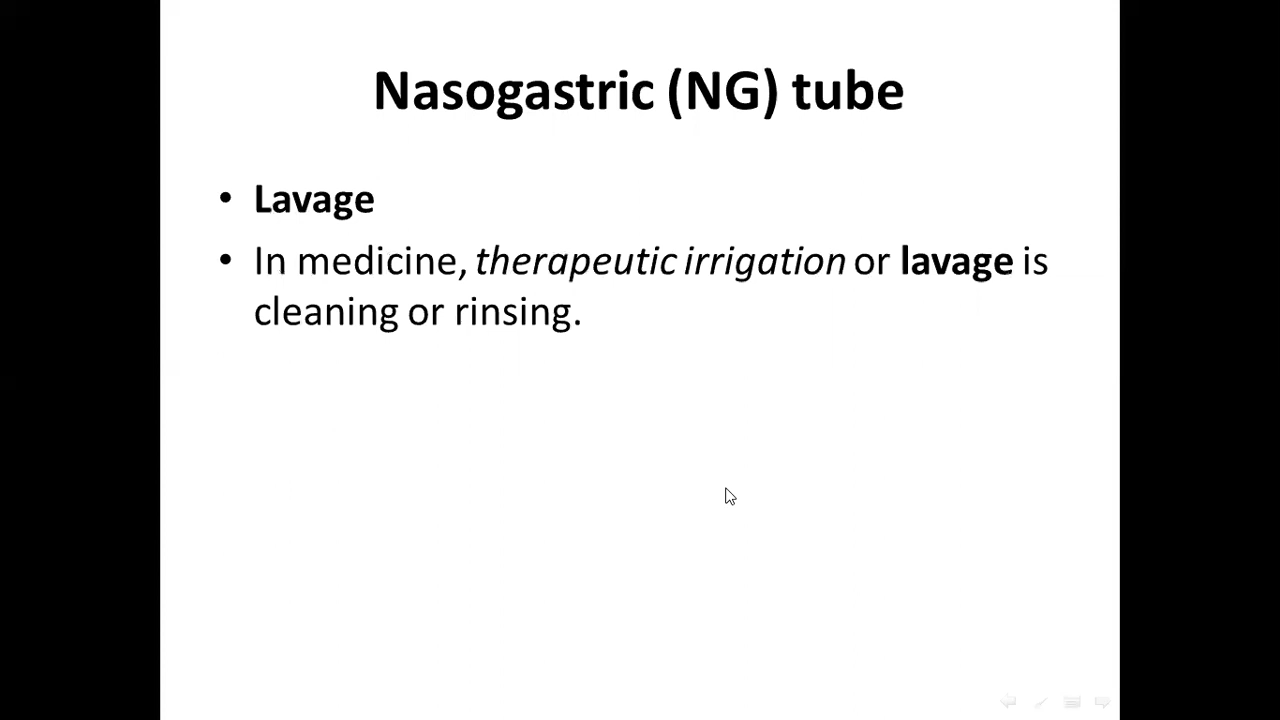 Nasogastric (NG) tube
• Lavage
• In medicine, therapeutic irrigation or lavage is
cleaning or rinsing.